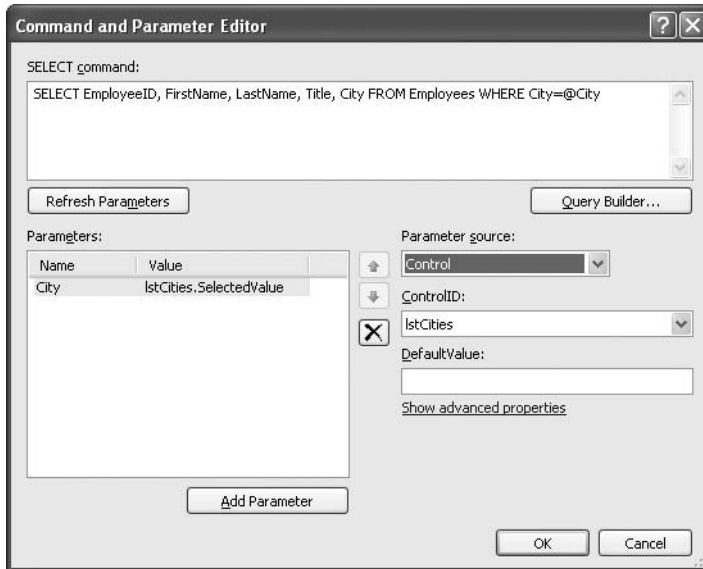 Command and Parameter Editor
SELECT command:
SELECT EmployeeID, FirstName, LastName, Title, City FROM Employees WHERE City=@City
Refresh Parameters
Query Builder...
Parameters:
Name Value
City lstCities.SelectedValue
Add Parameter
Parameter source:
Control
ControlID:
lstCities
DefaultValue:
Show advanced properties
OK
Cancel